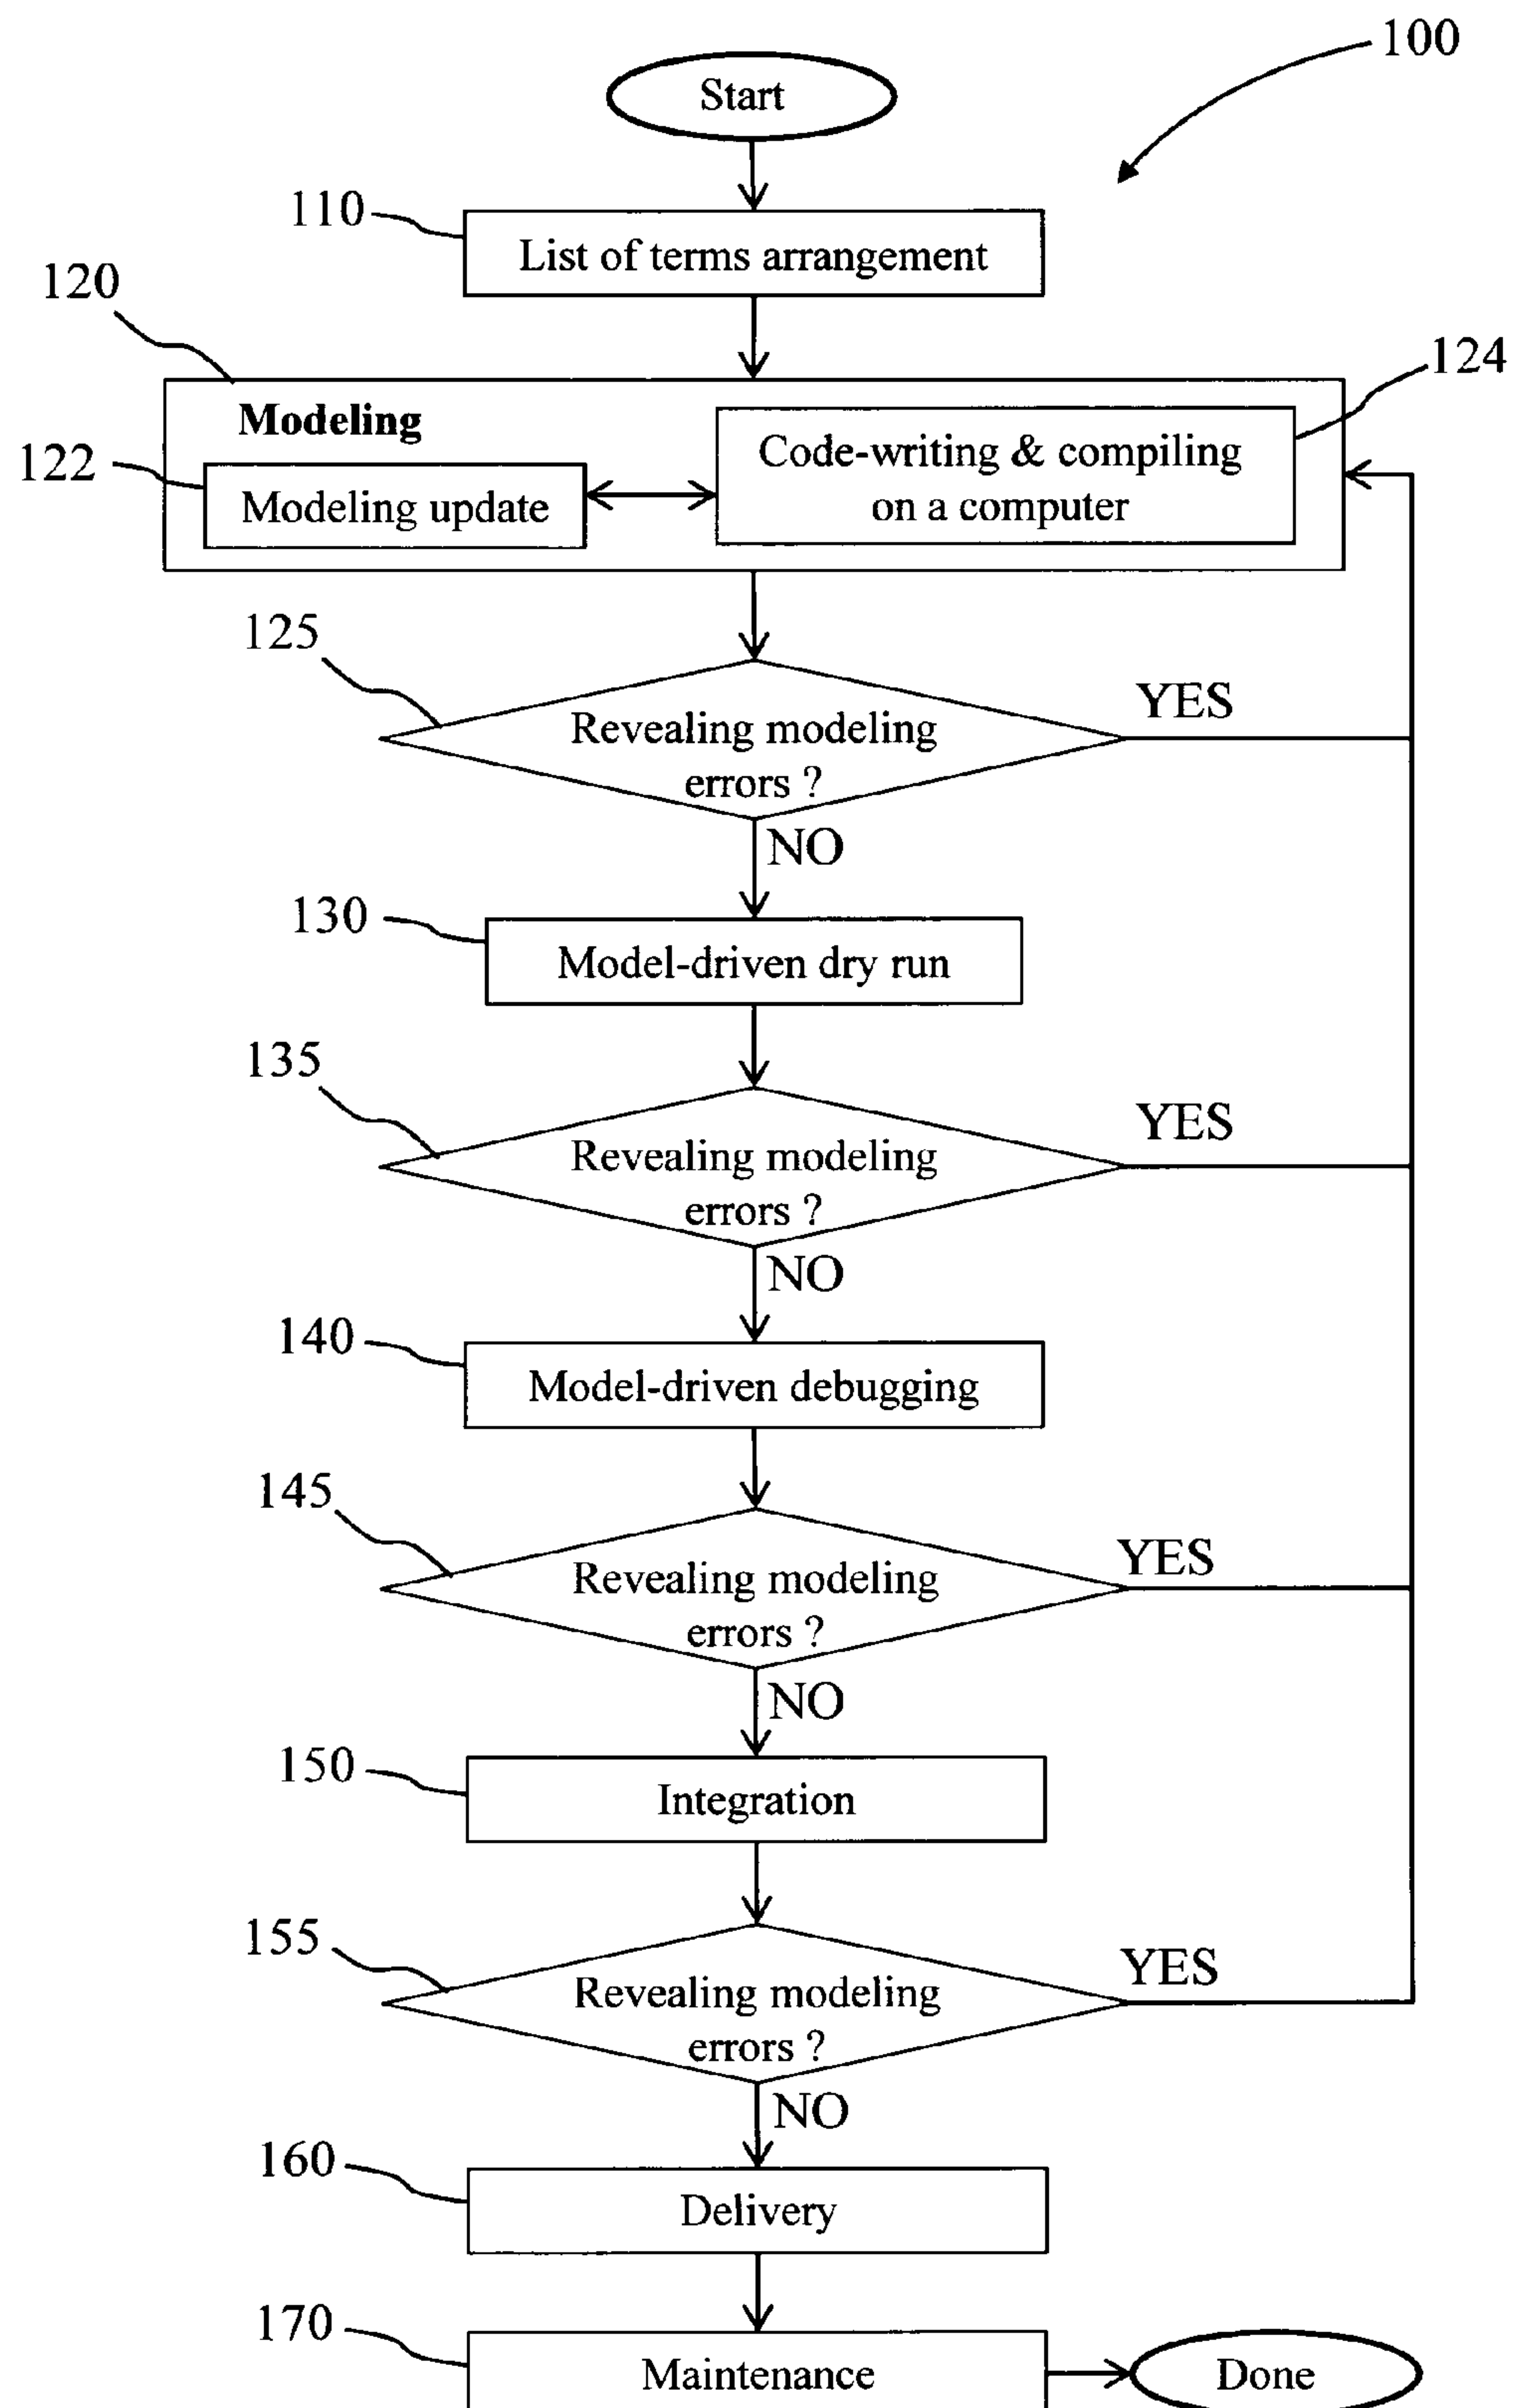 100
Start
110
List of terms arrangement
120
124
Modeling
Code-writing & compiling
on a computer
122
Modeling update
125
YES
Revealing modeling
errors ?
NO
130
Model-driven dry run
135
YES
Revealing modeling
errors ?
NO
140
Model-driven debugging
145
YES
Revealing modeling
errors ?
NO
150
Integration
155
YES
Revealing modeling
errors ?
NO
160
Delivery
170
Maintenance
Done